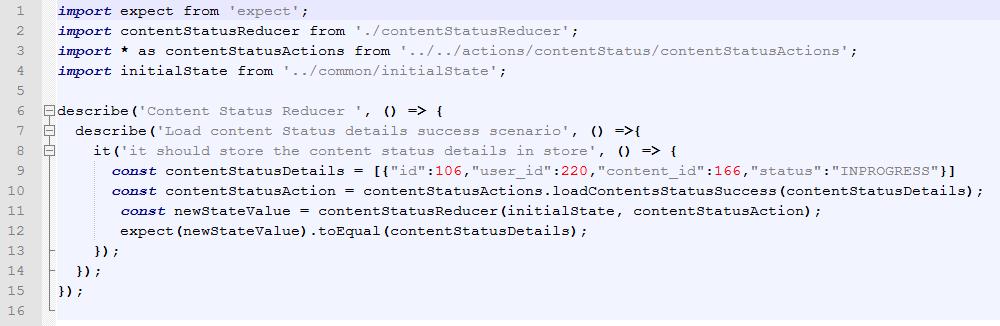 1 import expect from 'expect';
2 import contentStatusReducer from './contentStatusReducer';
3 import * as contentStatusActions from '../../actions/contentStatus/contentStatusActions';
4 import initialState from '../common/initialState';
5
6 describe('Content Status Reducer ', () => {
7 describe('Load content Status details success scenario', () =>{
8 it('it should store the content status details in store', () => {
9 const contentStatusDetails = [{"id":106,"user_id":220,"content_id":166,"status":"INPROGRESS"}]
10 const contentStatusAction = contentStatusActions.loadContentsStatusSuccess(contentStatusDetails);
11 const newStateValue = contentStatusReducer(initialState, contentStatusAction);
12 expect(newStateValue).toEqual(contentStatusDetails);
13 });
14 });
15 });
16